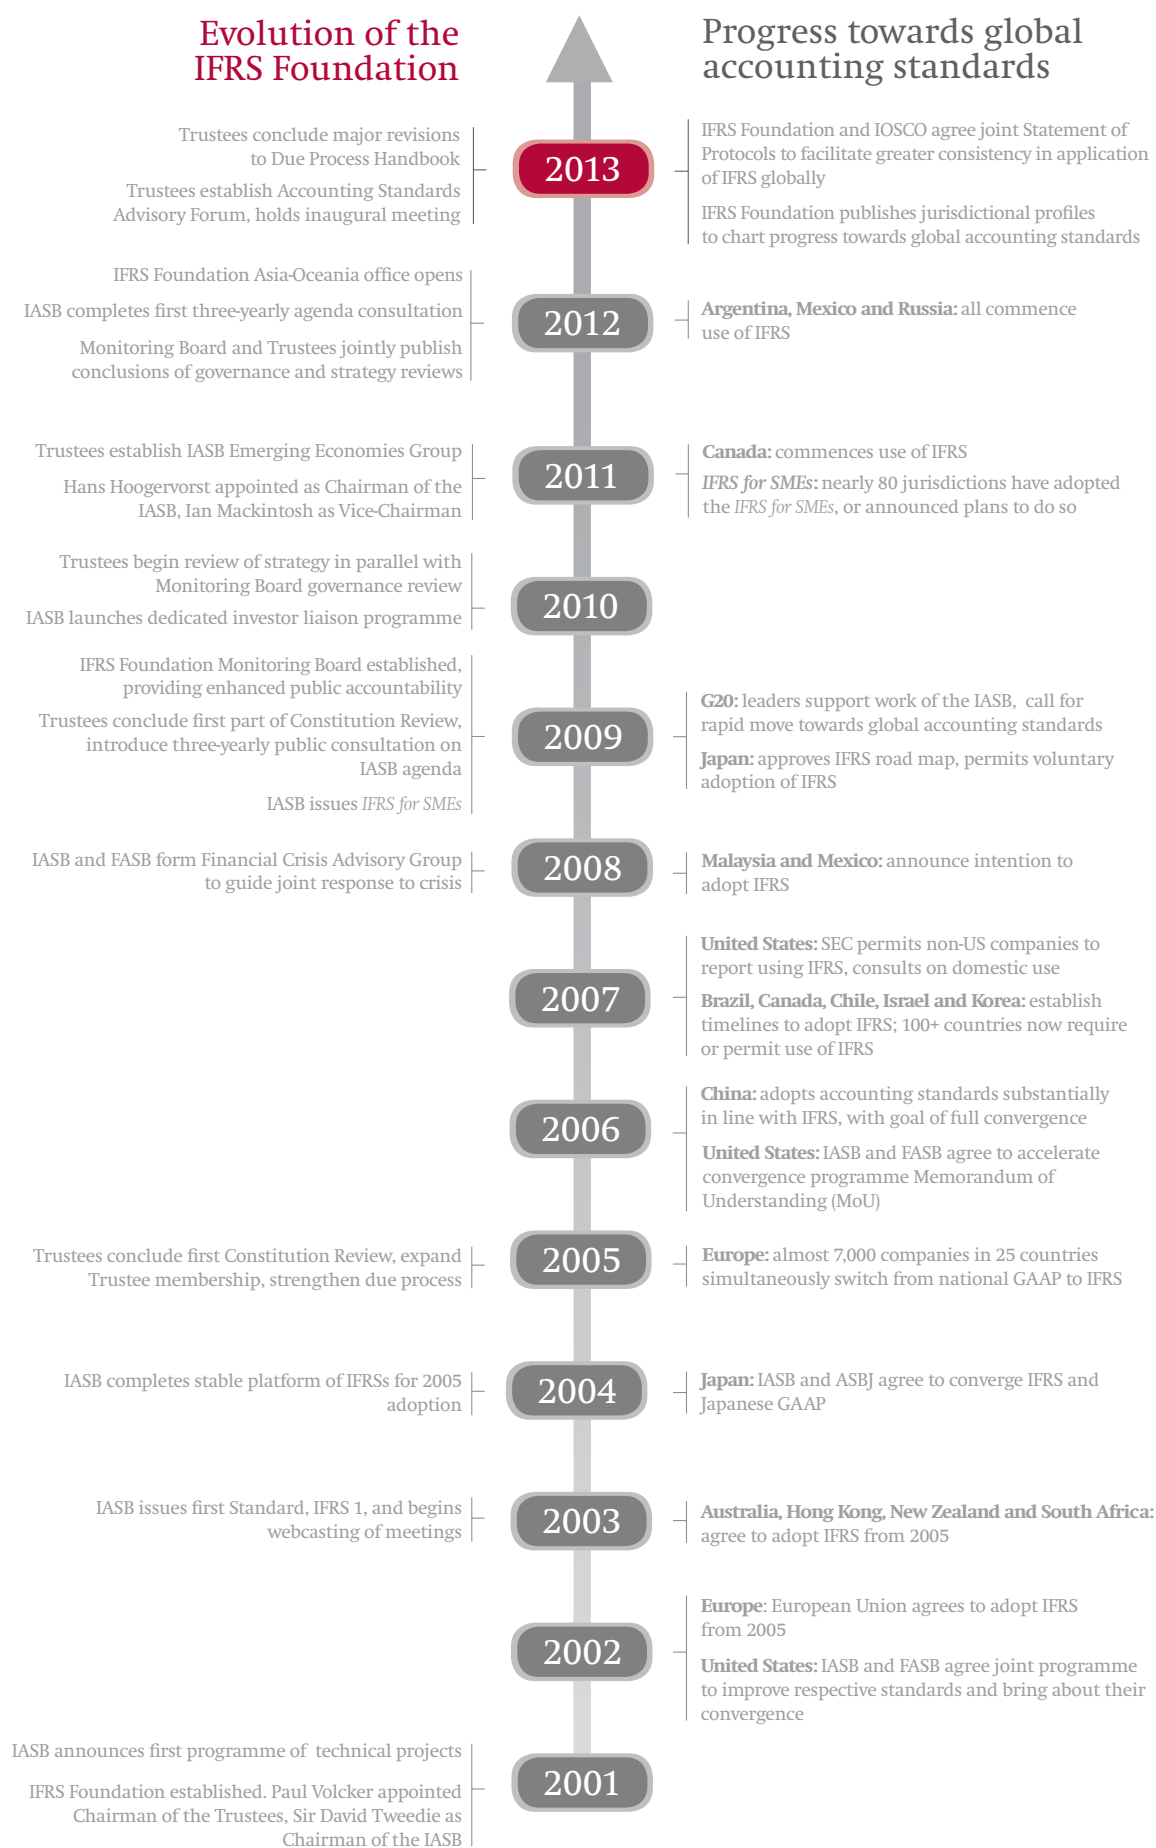 Evolution of the
IFRS Foundation
Progress towards global
accounting standards
Trustees conclude major revisions
to Due Process Handbook
Trustees establish Accounting Standards
Advisory Forum, holds inaugural meeting
2013
IFRS Foundation and IOSCO agree joint Statement of
Protocols to facilitate greater consistency in application
of IFRS globally
IFRS Foundation publishes jurisdictional profiles
to chart progress towards global accounting standards
IFRS Foundation Asia-Oceania office opens
IASB completes first three-yearly agenda consultation
Monitoring Board and Trustees jointly publish
conclusions of governance and strategy reviews
2012
Argentina, Mexico and Russia: all commence
use of IFRS
Trustees establish IASB Emerging Economies Group
Hans Hoogervorst appointed as Chairman of the
IASB, Ian Mackintosh as Vice-Chairman
2011
Canada: commences use of IFRS
IFRS for SMEs: nearly 80 jurisdictions have adopted
the IFRS for SMEs, or announced plans to do so
Trustees begin review of strategy in parallel with
Monitoring Board governance review
IASB launches dedicated investor liaison programme
2010
IFRS Foundation Monitoring Board established,
providing enhanced public accountability
Trustees conclude first part of Constitution Review,
introduce three-yearly public consultation on
IASB agenda
IASB issues IFRS for SMEs
2009
G20: leaders support work of the IASB, call for
rapid move towards global accounting standards
Japan: approves IFRS road map, permits voluntary
adoption of IFRS
IASB and FASB form Financial Crisis Advisory Group
to guide joint response to crisis
2008
Malaysia and Mexico: announce intention to
adopt IFRS
2007
United States: SEC permits non-US companies to
report using IFRS, consults on domestic use
Brazil, Canada, Chile, Israel and Korea: establish
timelines to adopt IFRS; 100+ countries now require
or permit use of IFRS
2006
China: adopts accounting standards substantially
in line with IFRS, with goal of full convergence
United States: IASB and FASB agree to accelerate
convergence programme Memorandum of
Understanding (MoU)
Trustees conclude first Constitution Review, expand
Trustee membership, strengthen due process
2005
Europe: almost 7,000 companies in 25 countries
simultaneously switch from national GAAP to IFRS
IASB completes stable platform of IFRSs for 2005
adoption
2004
Japan: IASB and ASBJ agree to converge IFRS and
Japanese GAAP
IASB issues first Standard, IFRS 1, and begins
webcasting of meetings
2003
Australia, Hong Kong, New Zealand and South Africa:
agree to adopt IFRS from 2005
2002
Europe: European Union agrees to adopt IFRS
from 2005
United States: IASB and FASB agree joint programme
to improve respective standards and bring about their
convergence
IASB announces first programme of technical projects
IFRS Foundation established. Paul Volcker appointed
Chairman of the Trustees, Sir David Tweedie as
Chairman of the IASB
2001